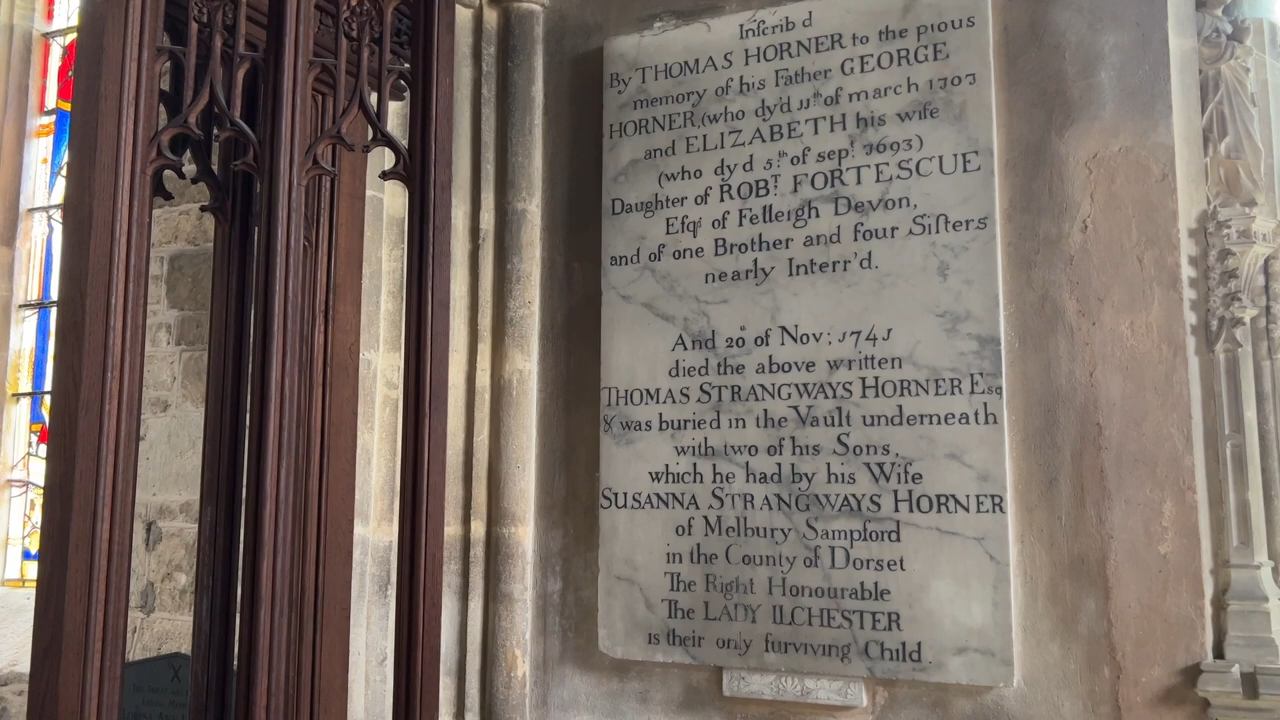 Inſcrib'd
By THOMAS HORNER to the pious
memory of his Father GEORGE
HORNER, (who dy'd 11th of march 1707
and ELIZABETH his wife
(who dy'd 5th of sept 1693)
Daughter of ROBT FORTESCUE
Eſqr of Felleigh Devon,
and of one Brother and four Siſters
nearly Interr'd.
And 20th of Nov; 1741
died the above written
THOMAS STRANGWAYS HORNER Esq
& was buried in the Vault underneath
with two of his Sons,
which he had by his Wife
SUSANNA STRANGWAYS HORNER
of Melbury Sampford
in the County of Dorset
The Right Honourable
The LADY ILCHESTER
is their only ſurviving Child.